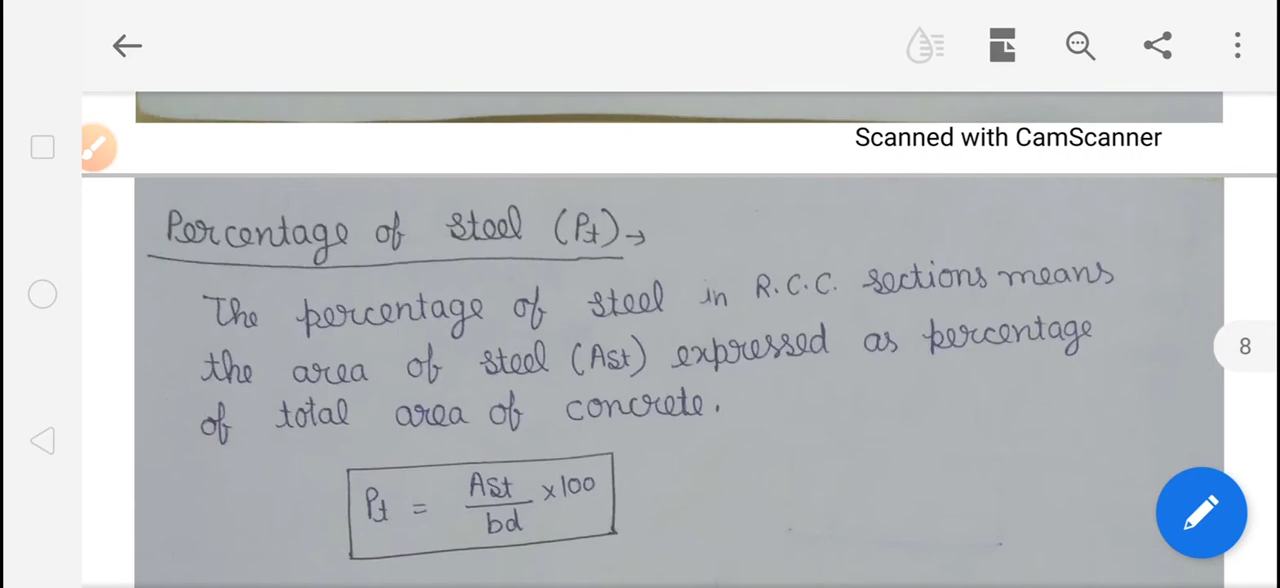 Scanned with CamScanner
Percentage of steel (Pt) →
The percentage of steel in R.C.C. sections means
the area of steel (Ast) expressed as percentage
of total area of concrete.
8
Pt = Ast/bd × 100